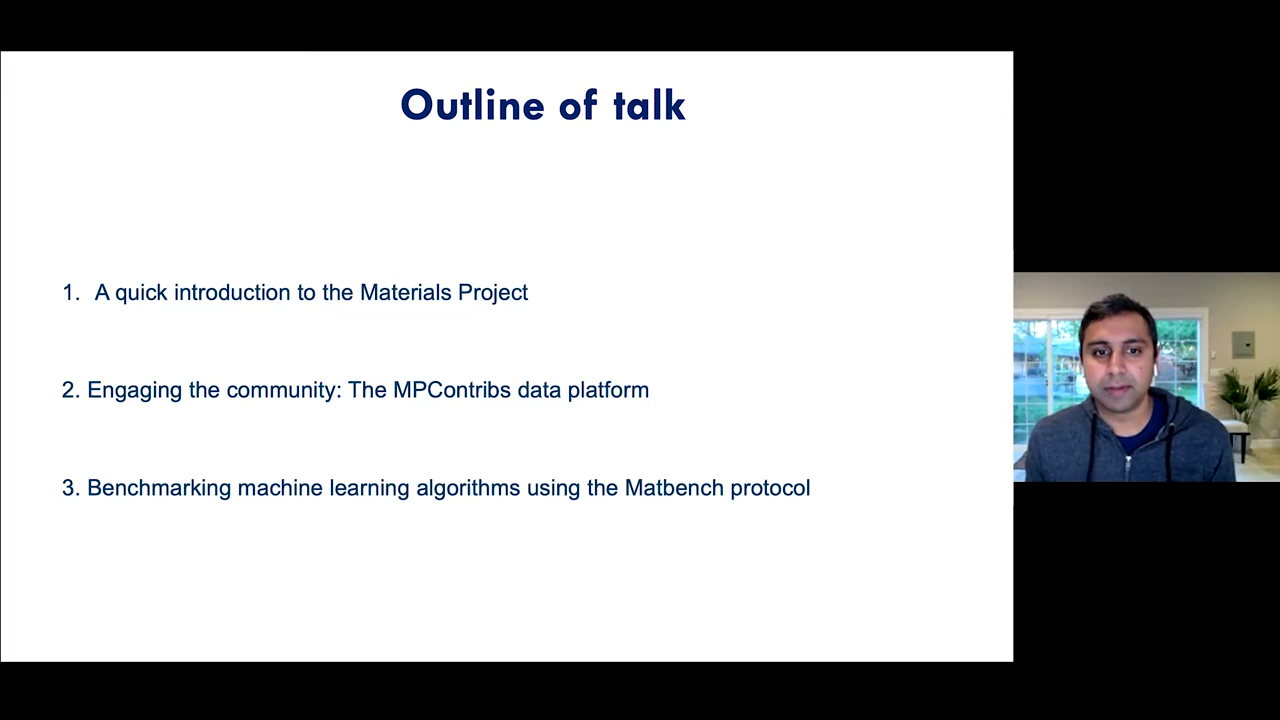 Outline of talk
1. A quick introduction to the Materials Project
2. Engaging the community: The MPContribs data platform
3. Benchmarking machine learning algorithms using the Matbench protocol